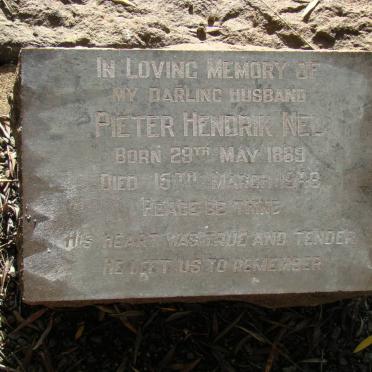 IN LOVING MEMORY OF
MY DARLING HUSBAND
PIETER HENDRIK NEL
BORN 29TH MAY 1889
DIED 15TH MARCH 1948
PEACE BE THINE
HIS HEART WAS TRUE AND TENDER
HE LEFT US TO REMEMBER